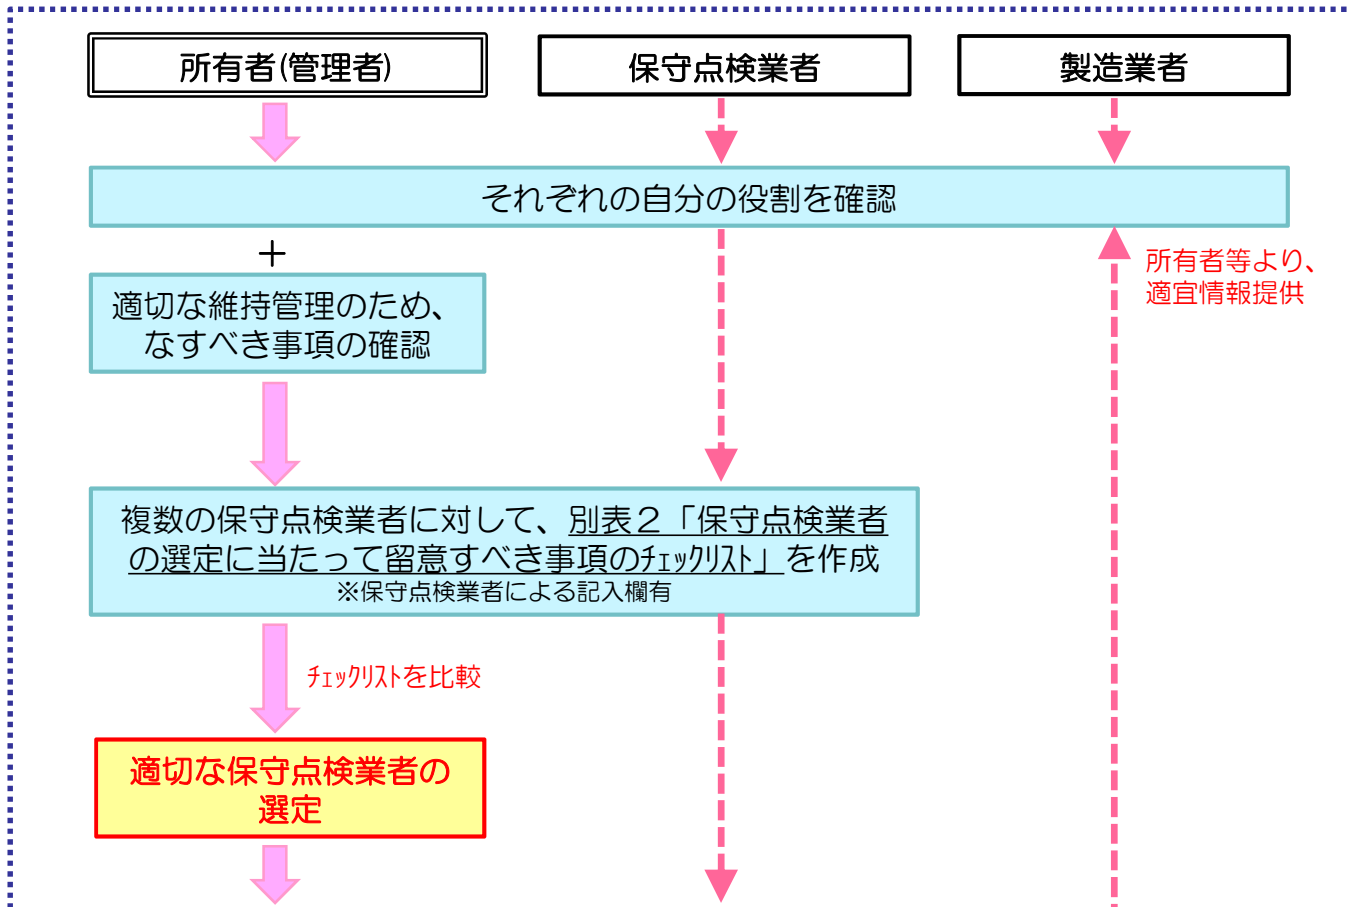 所有者(管理者)
保守点検業者
製造業者
それぞれの自分の役割を確認
+
所有者等より、
適宜情報提供
適切な維持管理のため、
なすべき事項の確認
複数の保守点検業者に対して、別表２「保守点検業者
の選定に当たって留意すべき事項のﾁｪｯｸﾘｽﾄ」を作成
※保守点検業者による記入欄有
ﾁｪｯｸﾘｽﾄを比較
適切な保守点検業者の
選定